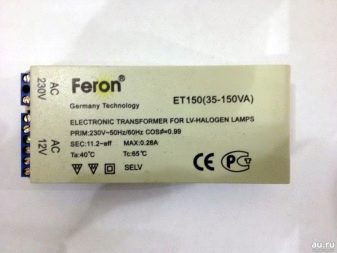 AC
230V
AC
12V
Feron®
Germany Technology
ET150(35-150VA)
ELECTRONIC TRANSFORMER FOR LV-HALOGEN LAMPS
PRIM:230V~50Hz/60Hz COSø=0.99
SEC:11.2~eff MAX:0.28A
Ta:40°C Tc:65°C
SELV
CE
au.ru